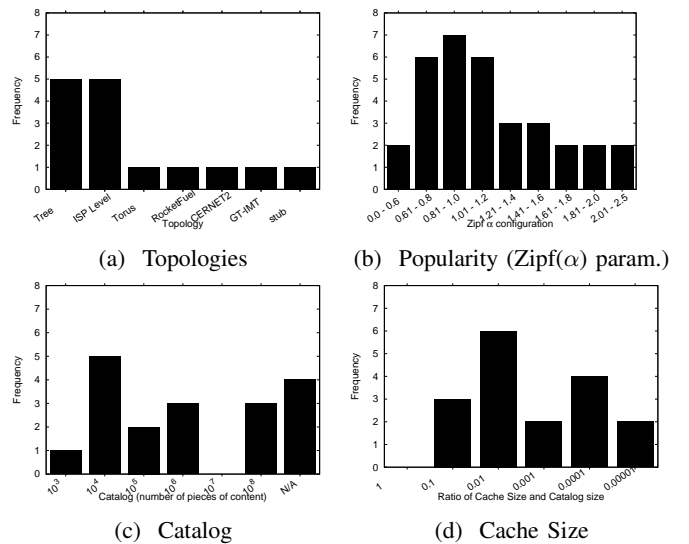 8
7
6
5
4
3
2
1
0
Frequency
Tree
ISP Level
Torus
RocketFuel
CERNET2
GT-IMT
stub
Topology
(a) Topologies
8
7
6
5
4
3
2
1
0
Frequency
0.0 - 0.6
0.61 - 0.8
0.81 - 1.0
1.01 - 1.2
1.21 - 1.4
1.41 - 1.6
1.61 - 1.8
1.81 - 2.0
2.01 - 2.5
Zipf α configuration
(b) Popularity (Zipf(α) param.)
8
7
6
5
4
3
2
1
0
Frequency
10^3
10^4
10^5
10^6
10^7
10^8
N/A
Catalog (number of pieces of content)
(c) Catalog
8
7
6
5
4
3
2
1
0
Frequency
1
0.1
0.01
0.001
0.0001
0.00001
Ratio of Cache Size and Catalog size
(d) Cache Size